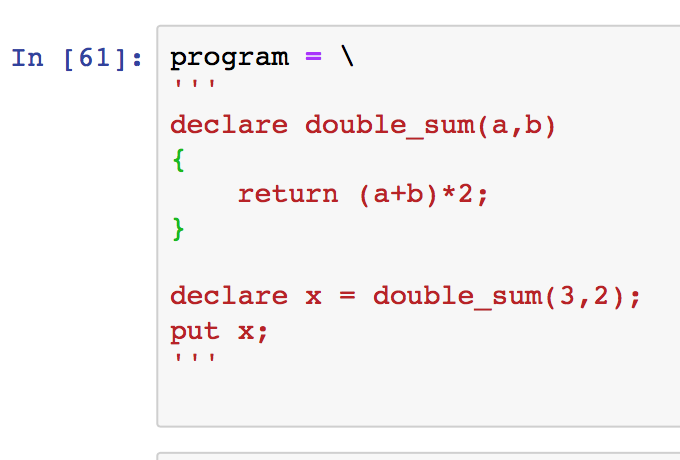 In [61]: program = \
'''
declare double_sum(a,b)
{
    return (a+b)*2;
}
declare x = double_sum(3,2);
put x;
'''